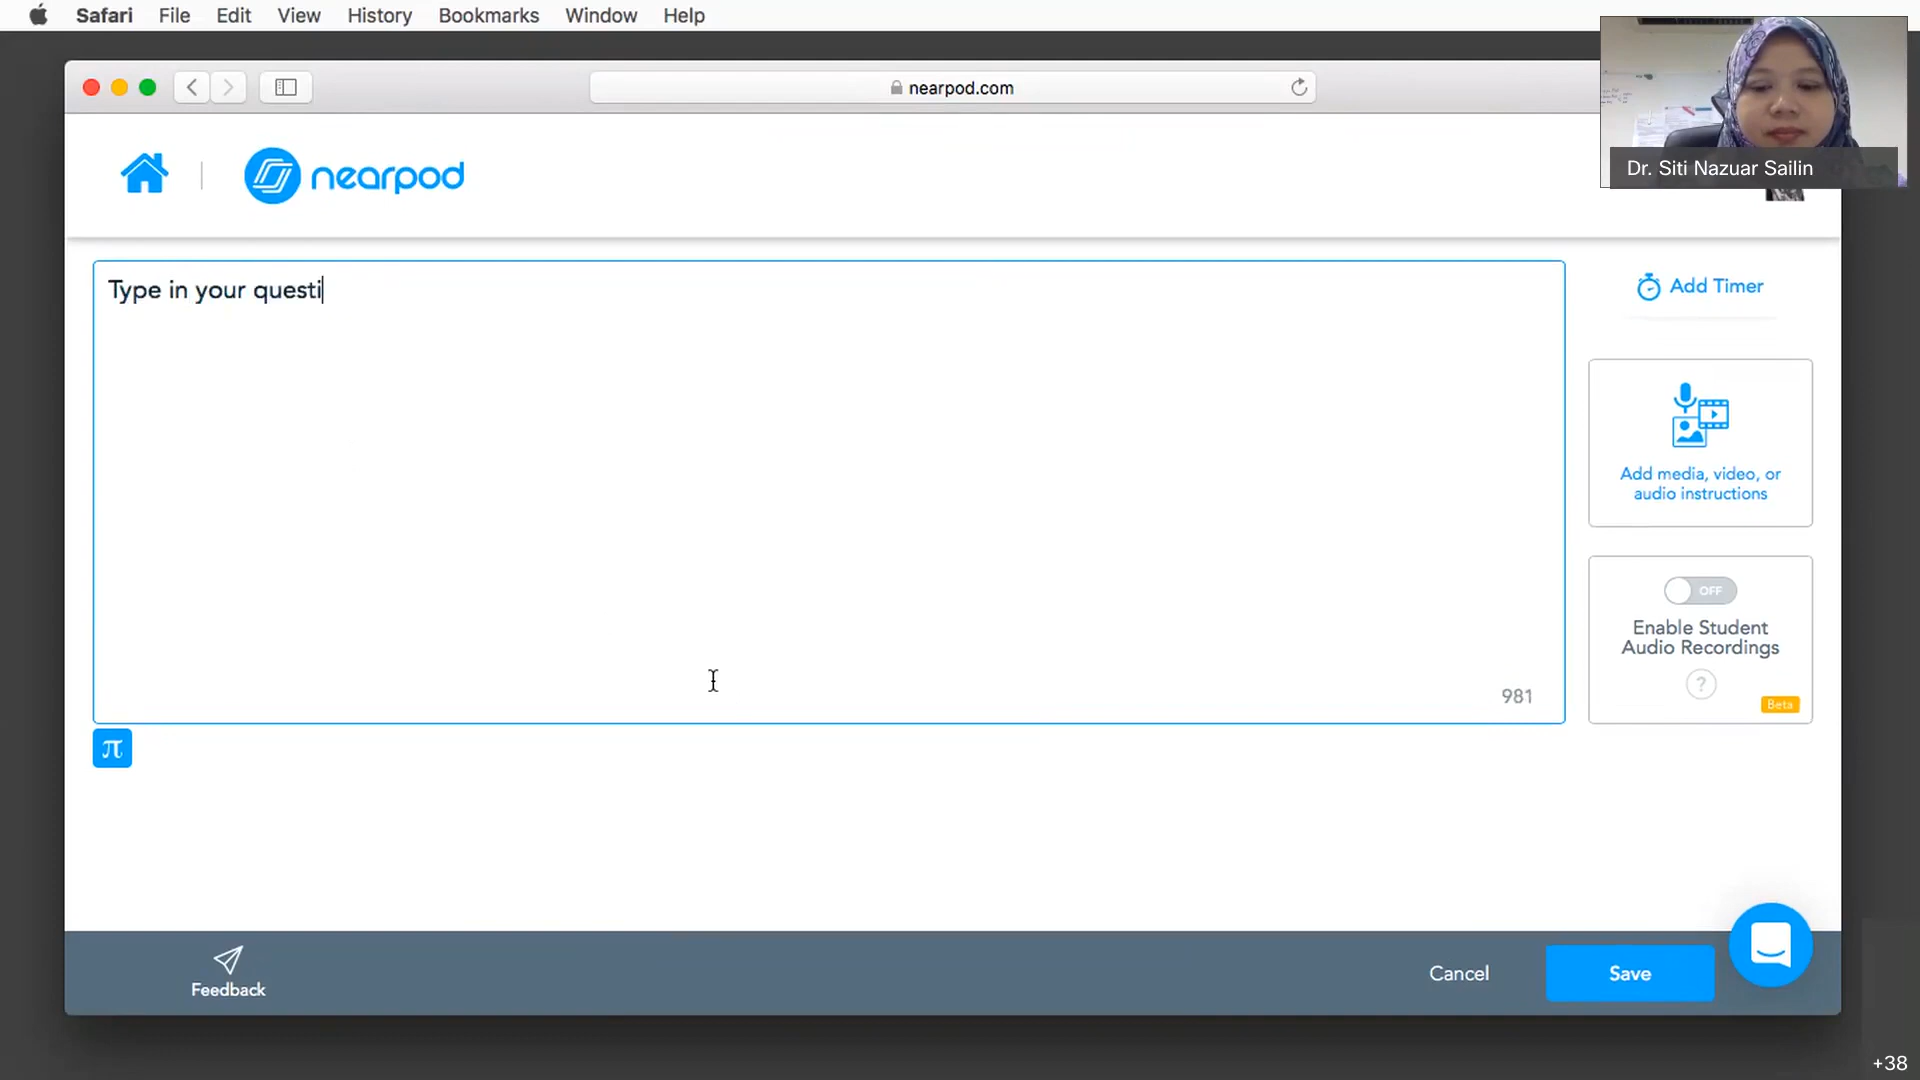 Safari File Edit View History Bookmarks Window Help
nearpod.com
Dr. Siti Nazuar Sailin
nearpod
Type in your questi
Add Timer
Add media, video, or
audio instructions
OFF
Enable Student
Audio Recordings
?
Beta
981
π
Feedback
Cancel
Save
+38